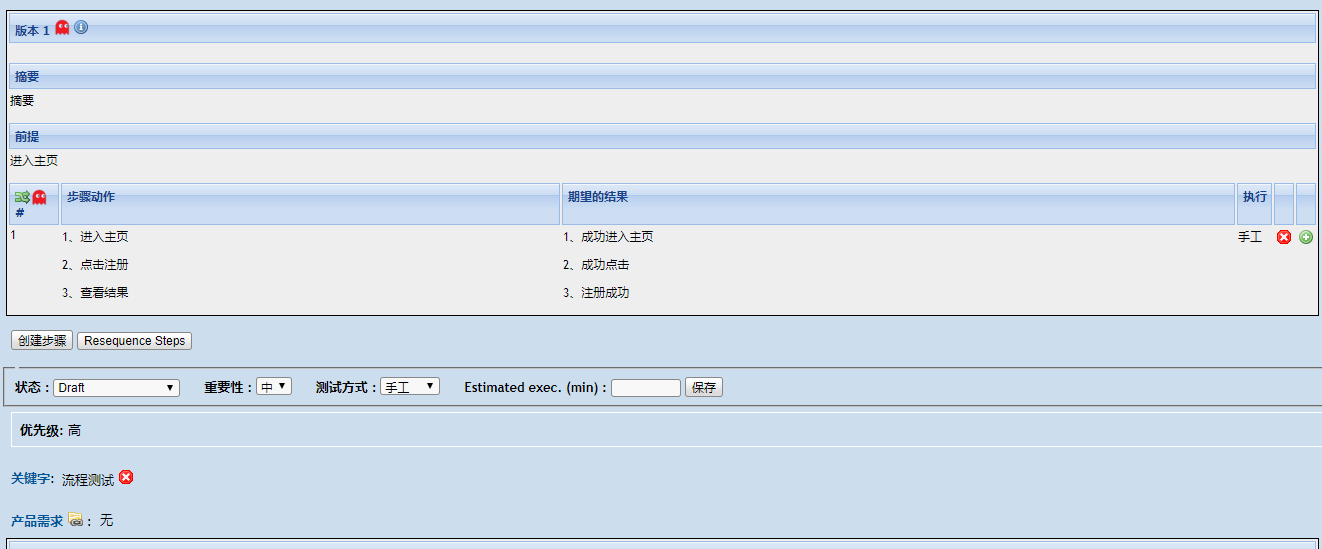 版本 1
摘要
摘要
前提
进入主页
# 步骤动作 期望的结果 执行
1 1、进入主页 1、成功进入主页 手工
2、点击注册 2、成功点击
3、查看结果 3、注册成功
创建步骤 Resequence Steps
状态 : Draft 重要性 : 中 测试方式 : 手工 Estimated exec. (min) : 保存
优先级: 高
关键字: 流程测试
产品需求 : 无